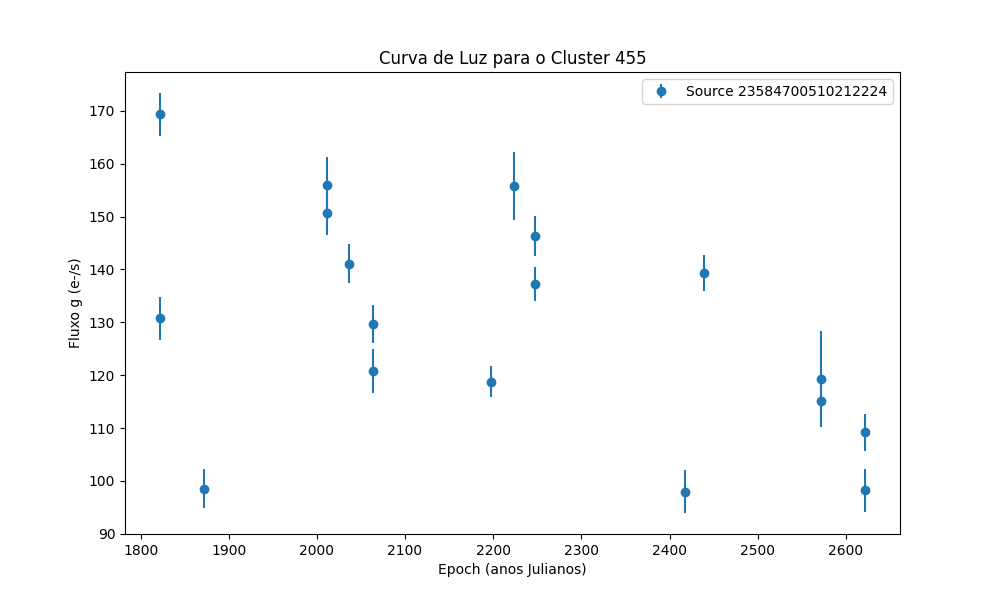 Curva de Luz para o Cluster 455
Source 23584700510212224
Fluxo g (e-/s)
170
160
150
140
130
120
110
100
90
1800 1900 2000 2100 2200 2300 2400 2500 2600
Epoch (anos Julianos)